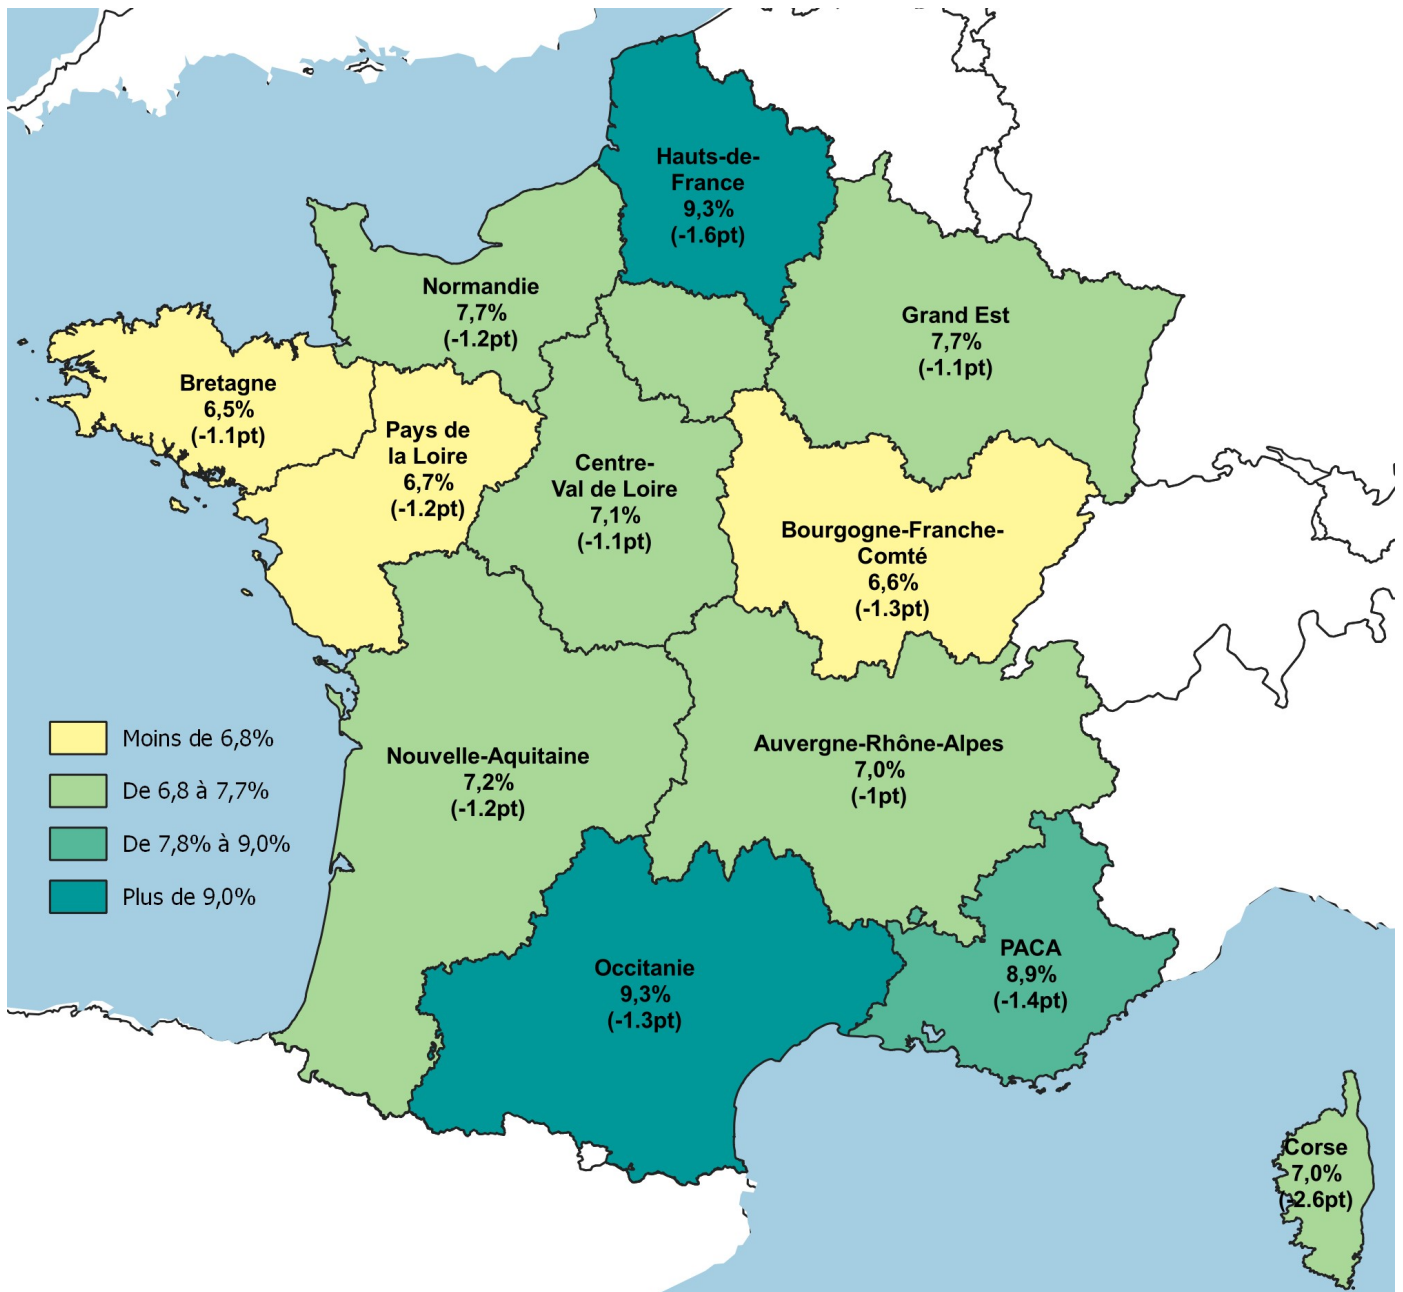 Hauts-de-
France
9,3%
(-1.6pt)
Normandie
7,7%
(-1.2pt)
Grand Est
7,7%
(-1.1pt)
Bretagne
6,5%
(-1.1pt)
Pays de
la Loire
6,7%
(-1.2pt)
Centre-
Val de Loire
7,1%
(-1.1pt)
Bourgogne-Franche-
Comté
6,6%
(-1.3pt)
Nouvelle-Aquitaine
7,2%
(-1.2pt)
Auvergne-Rhône-Alpes
7,0%
(-1pt)
Moins de 6,8%
De 6,8 à 7,7%
De 7,8% à 9,0%
Plus de 9,0%
Occitanie
9,3%
(-1.3pt)
PACA
8,9%
(-1.4pt)
Corse
7,0%
(-2.6pt)